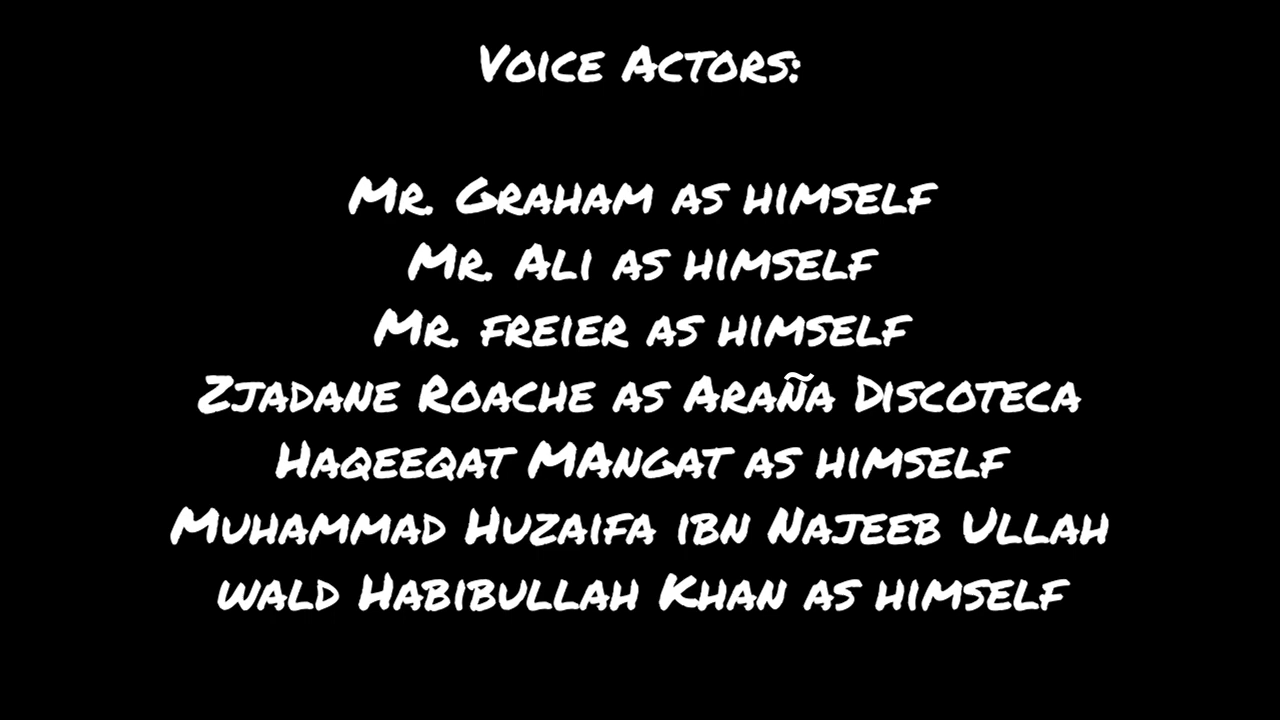 Voice Actors:
Mr. Graham as himself
Mr. Ali as himself
Mr. freier as himself
Zjadane Roache as Araña Discoteca
Haqeeqat MAngat as himself
Muhammad Huzaifa ibn Najeeb Ullah
wald Habibullah Khan as himself